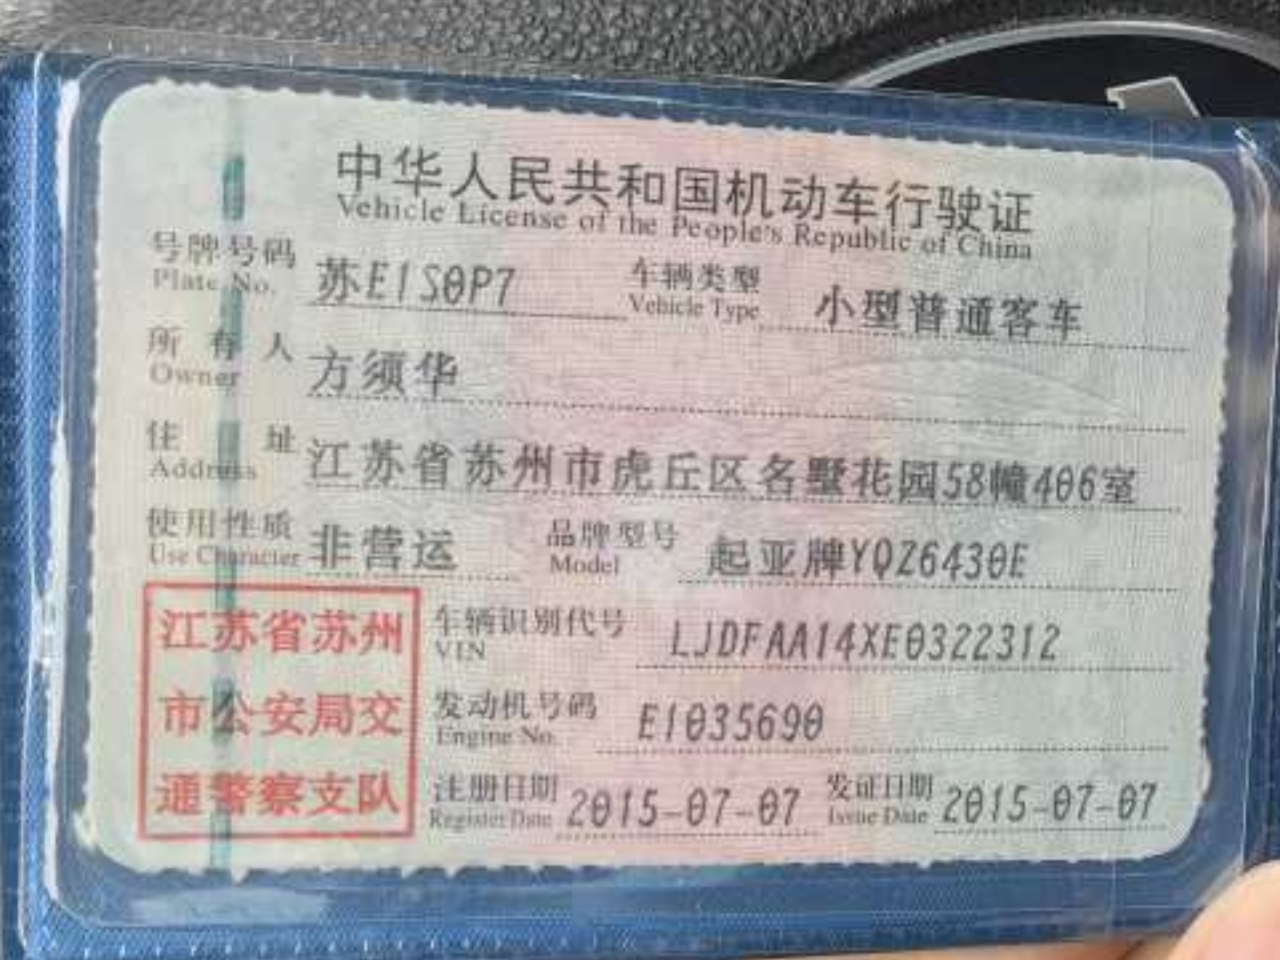 中华人民共和国机动车行驶证
Vehicle License of the People's Republic of China
号牌号码 苏E1S0P7 车辆类型 小型普通客车
Plate No. Vehicle Type
所有人 方须华
Owner
住址 江苏省苏州市虎丘区名墅花园58幢406室
Address
使用性质 非营运 品牌型号 起亚牌YQZ6430E
Use Character Model
江苏省苏州 车辆识别代号 LJDFAA14XE0322312
VIN
市公安局交 发动机号码 E1035690
Engine No.
通警察支队 注册日期 2015-07-07 发证日期 2015-07-07
Register Date Issue Date